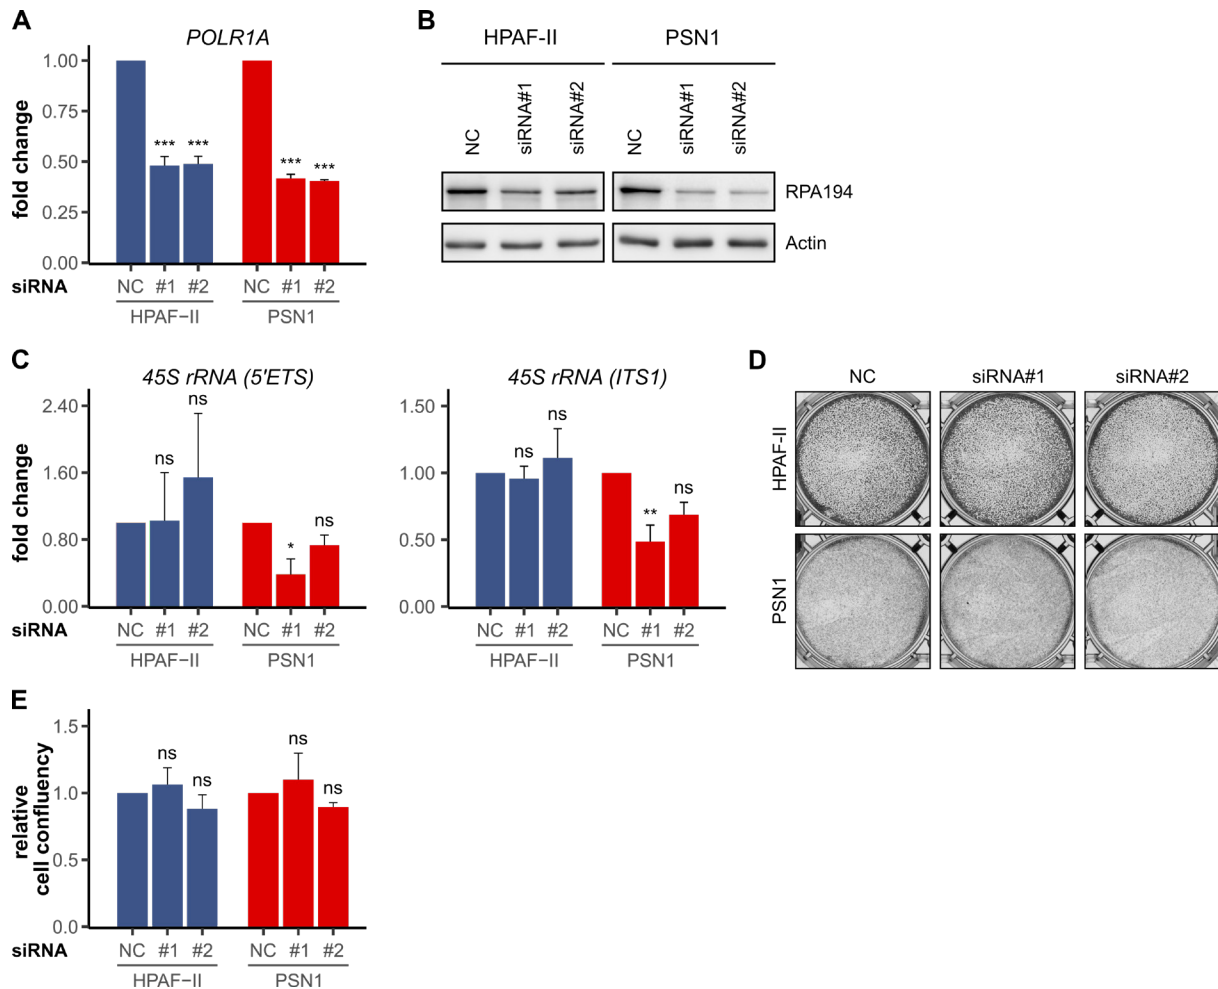 A
POLR1A
fold change
1.00
0.75
0.50
0.25
0.00
*** ***
*** ***
siRNA NC #1 #2 NC #1 #2
HPAF−II PSN1
B
HPAF-II PSN1
NC siRNA#1 siRNA#2 NC siRNA#1 siRNA#2
RPA194
Actin
C
45S rRNA (5'ETS)
fold change
2.40
1.60
0.80
0.00
ns ns * ns
siRNA NC #1 #2 NC #1 #2
HPAF−II PSN1
45S rRNA (ITS1)
1.50
1.00
0.50
0.00
ns ns ** ns
NC #1 #2 NC #1 #2
HPAF−II PSN1
D
NC siRNA#1 siRNA#2
HPAF-II
PSN1
E
relative
cell confluency
1.5
1.0
0.5
0.0
ns ns ns ns
siRNA NC #1 #2 NC #1 #2
HPAF−II PSN1